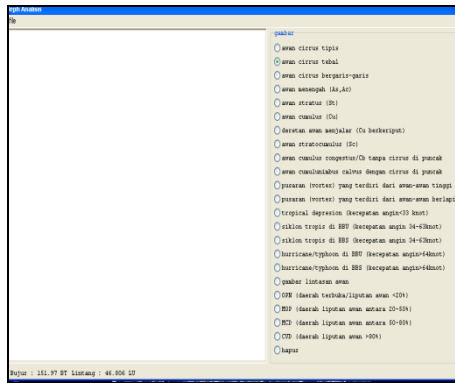 eph Analisis
file
gambar
awan cirrus tipis
awan cirrus tebal
awan cirrus bergaris-garis
awan menengah (As,Ac)
awan stratus (St)
awan cumulus (Cu)
deretan awan menjalar (Cu berkeriput)
awan stratocumulus (Sc)
awan cumulus congestus/Cb tanpa cirrus di puncak
awan cumulunimbus calvus dengan cirrus di puncak
pusaran (vortex) yang terdiri dari awan-awan tinggi
pusaran (vortex) yang terdiri dari awan-awan berlapi
tropical depresion (kecepatan angin<33 knot)
siklon tropis di BBU (kecepatan angin 34-63knot)
siklon tropis di BBS (kecepatan angin 34-63knot)
hurricane/typhoon di BBU (kecepatan angin>64knot)
hurricane/typhoon di BBS (kecepatan angin>64knot)
gambar lintasan awan
OPN (daerah terbuka/liputan awan <20%)
MOP (daerah liputan awan antara 20-50%)
MCD (daerah liputan awan antara 50-80%)
CVD (daerah liputan awan >80%)
hapus
Bujur : 151.97 BT Lintang : 46.806 LU